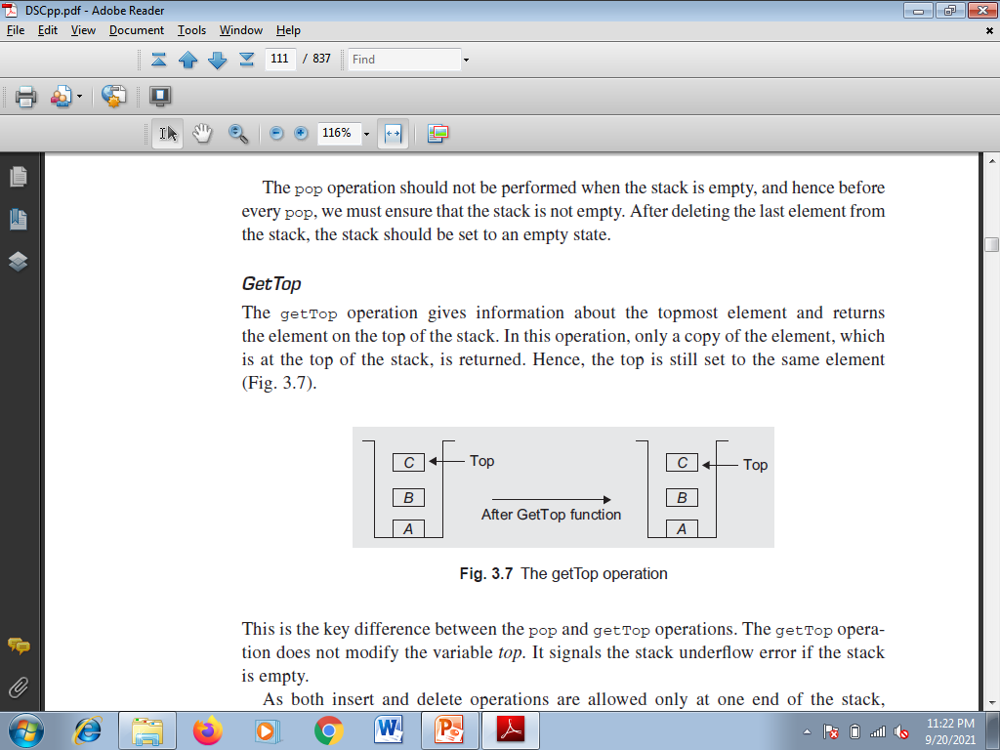 DSCpp.pdf - Adobe Reader
File Edit View Document Tools Window Help
111 / 837 Find
116%
The pop operation should not be performed when the stack is empty, and hence before
every pop, we must ensure that the stack is not empty. After deleting the last element from
the stack, the stack should be set to an empty state.
GetTop
The getTop operation gives information about the topmost element and returns
the element on the top of the stack. In this operation, only a copy of the element, which
is at the top of the stack, is returned. Hence, the top is still set to the same element
(Fig. 3.7).
C Top C Top
B B
After GetTop function
A A
Fig. 3.7 The getTop operation
This is the key difference between the pop and getTop operations. The getTop opera-
tion does not modify the variable top. It signals the stack underflow error if the stack
is empty.
As both insert and delete operations are allowed only at one end of the stack,
11:22 PM
9/20/2021